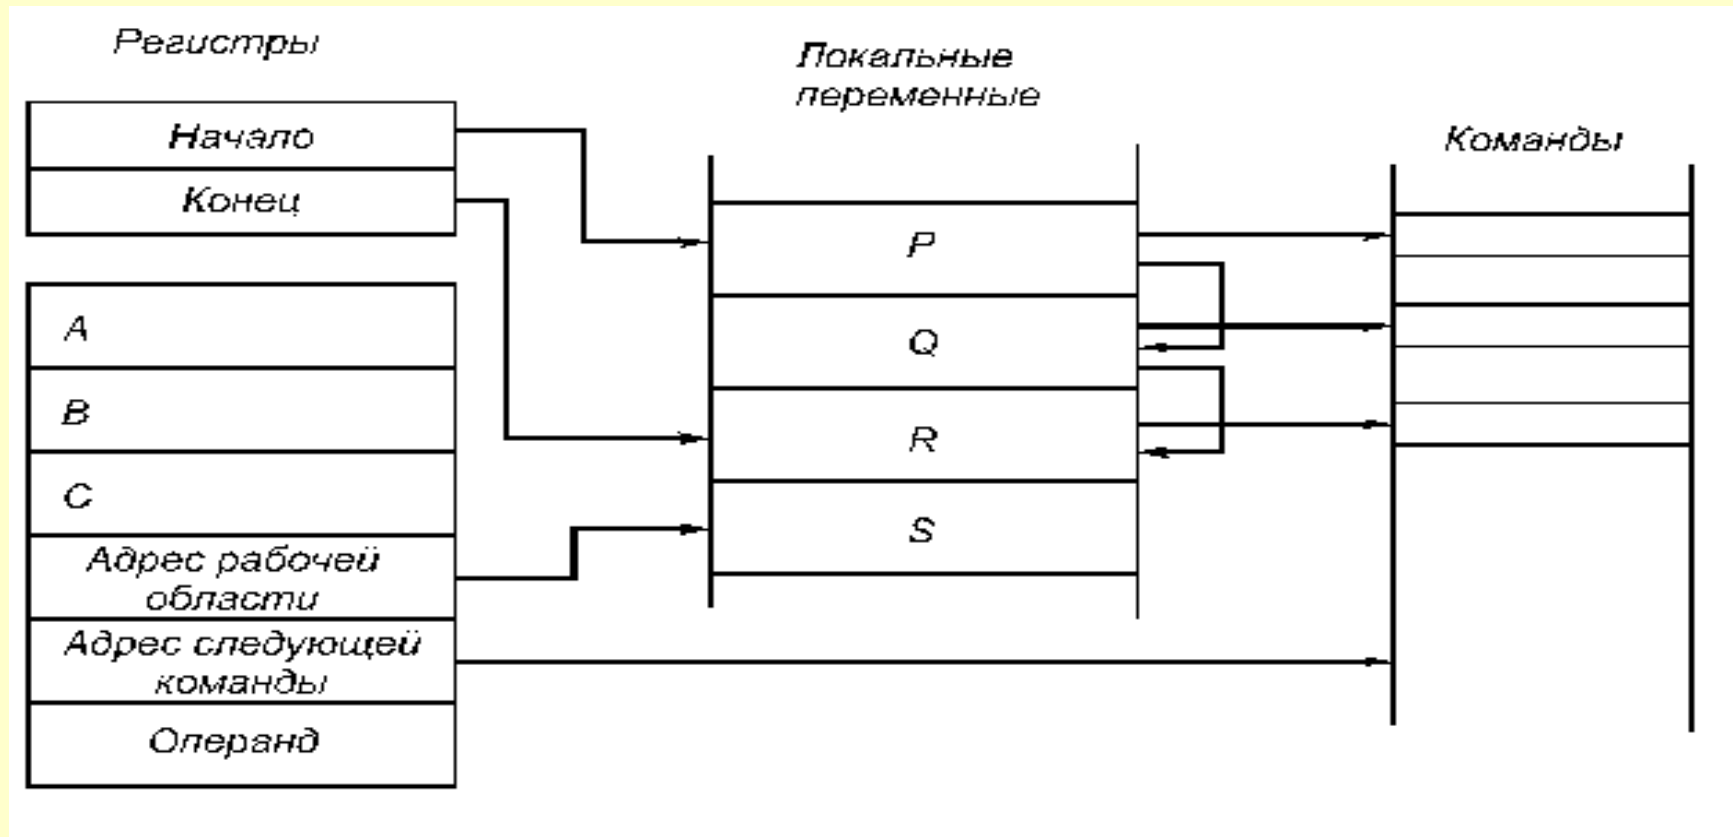 Регистры
Начало
Конец
A
B
C
Адрес рабочей
области
Адрес следующей
команды
Операнд
Локальные
переменные
P
Q
R
S
Команды